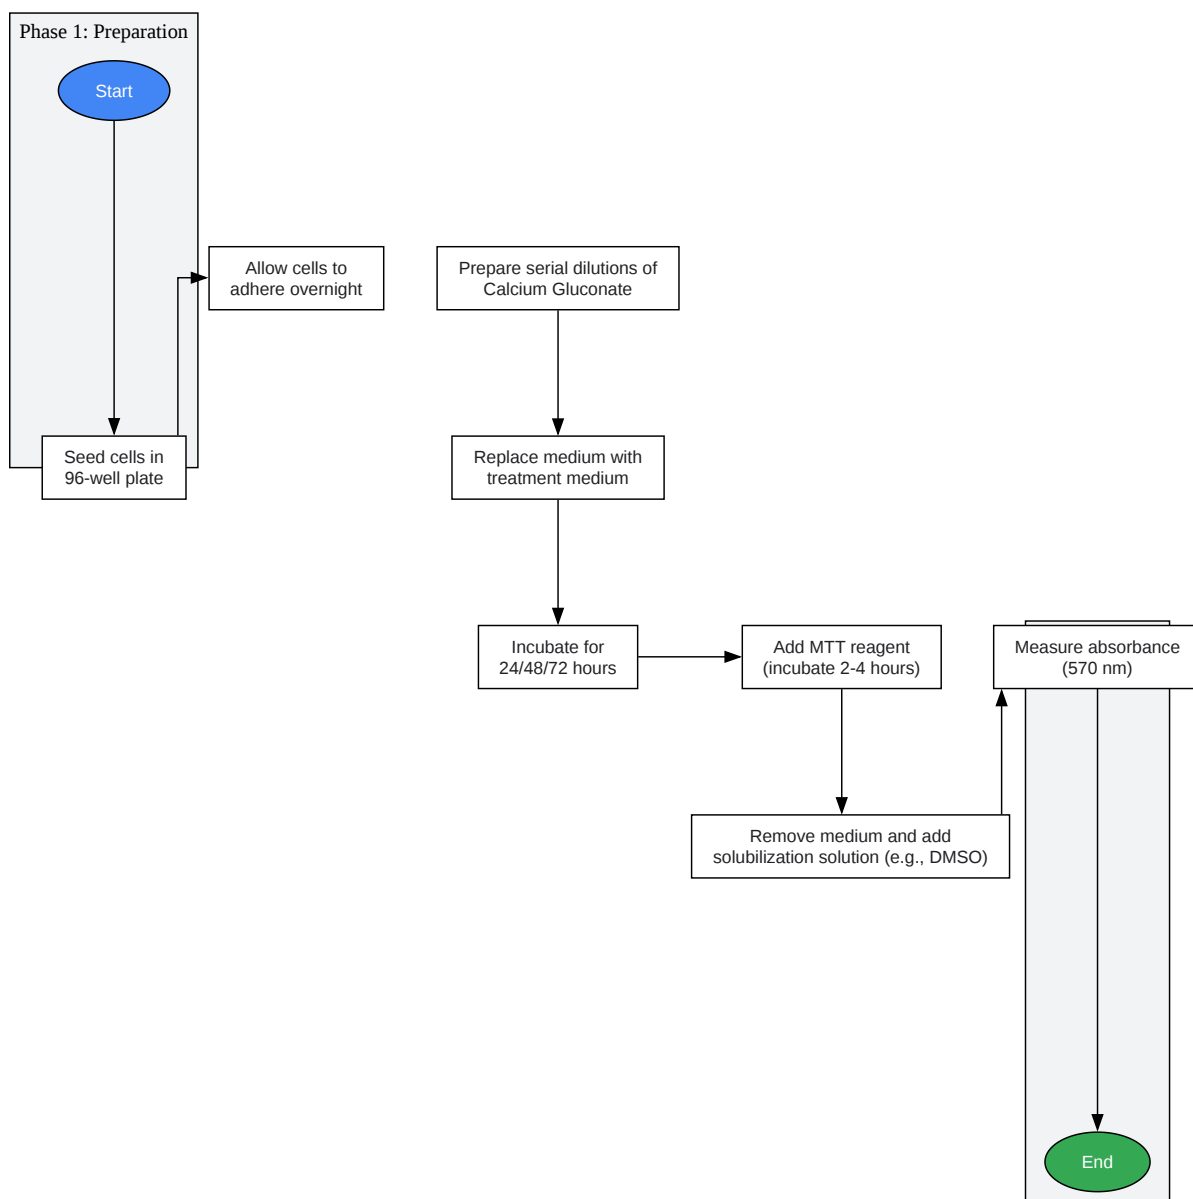 Phase 1: Preparation
Start
Allow cells to
adhere overnight
Prepare serial dilutions of
Calcium Gluconate
Seed cells in
96-well plate
Replace medium with
treatment medium
Incubate for
24/48/72 hours
Add MTT reagent
(incubate 2-4 hours)
Measure absorbance
(570 nm)
Remove medium and add
solubilization solution (e.g., DMSO)
End